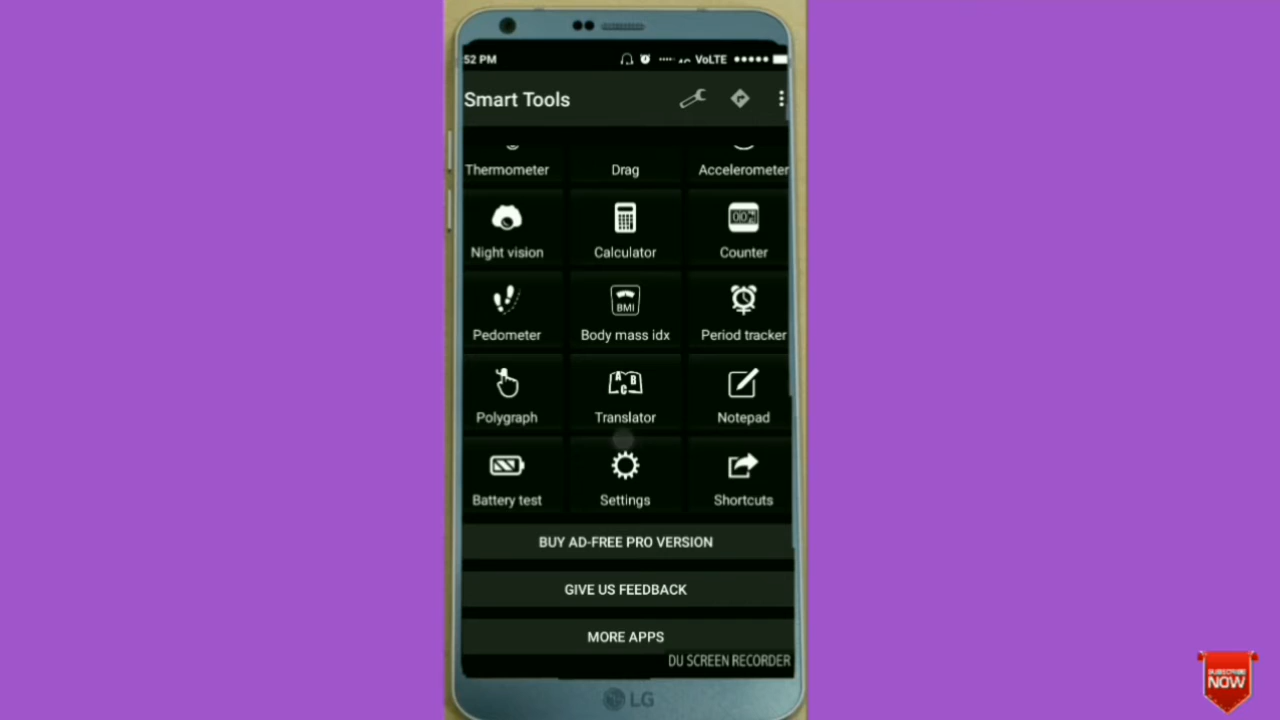 52 PM
VoLTE
Smart Tools
Thermometer
Drag
Accelerometer
Night vision
Calculator
Counter
Pedometer
BMI
Body mass idx
Period tracker
Polygraph
A B C
Translator
Notepad
Battery test
Settings
Shortcuts
BUY AD-FREE PRO VERSION
GIVE US FEEDBACK
MORE APPS
DU SCREEN RECORDER
LG
SUBSCRIBE
NOW